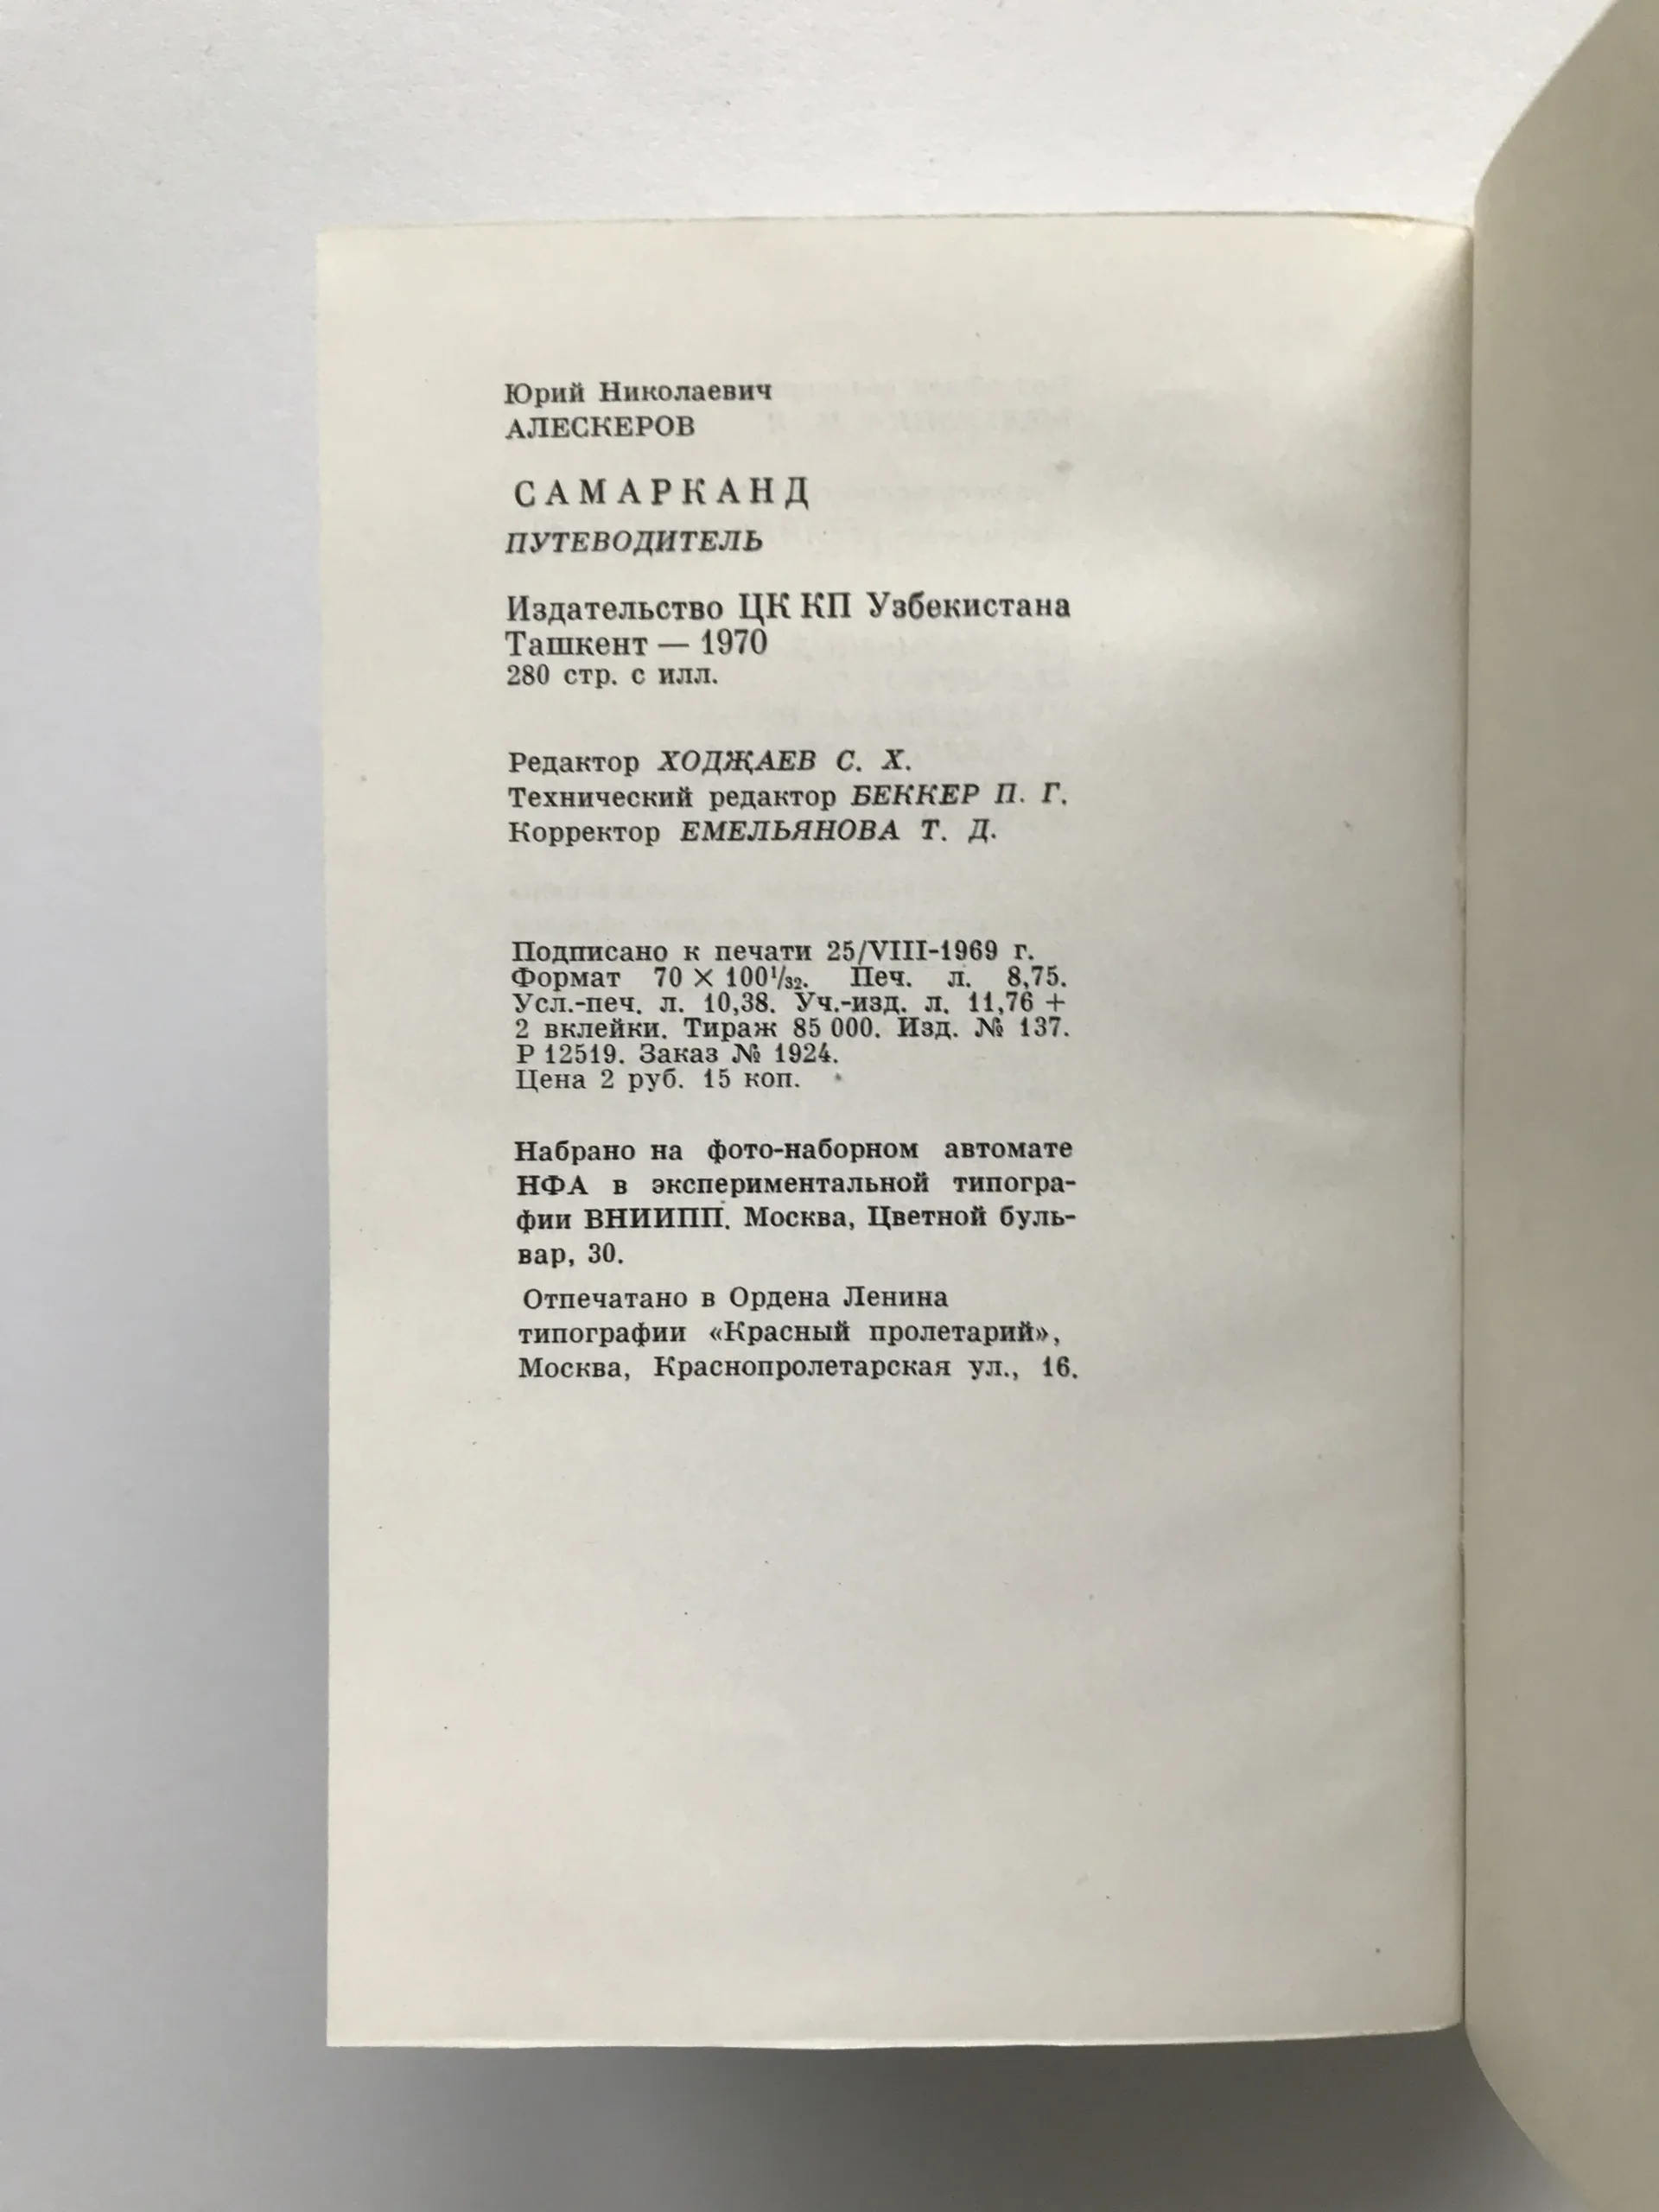 Юрий Николаевич
АЛЕСКЕРОВ
САМАРКАНД
ПУТЕВОДИТЕЛЬ
Издательство ЦК КП Узбекистана
Ташкент — 1970
280 стр. с илл.
Редактор ХОДЖАЕВ С. Х.
Технический редактор БЕККЕР П. Г.
Корректор ЕМЕЛЬЯНОВА Т. Д.
Подписано к печати 25/VIII-1969 г.
Формат 70 × 100¹/₃₂. Печ. л. 8,75.
Усл.-печ. л. 10,38. Уч.-изд. л. 11,76 +
2 вклейки. Тираж 85 000. Изд. № 137.
Р 12519. Заказ № 1924.
Цена 2 руб. 15 коп.
Набрано на фото-наборном автомате
НФА в экспериментальной типогра-
фии ВНИИПП. Москва, Цветной буль-
вар, 30.
Отпечатано в Ордена Ленина
типографии «Красный пролетарий»,
Москва, Краснопролетарская ул., 16.